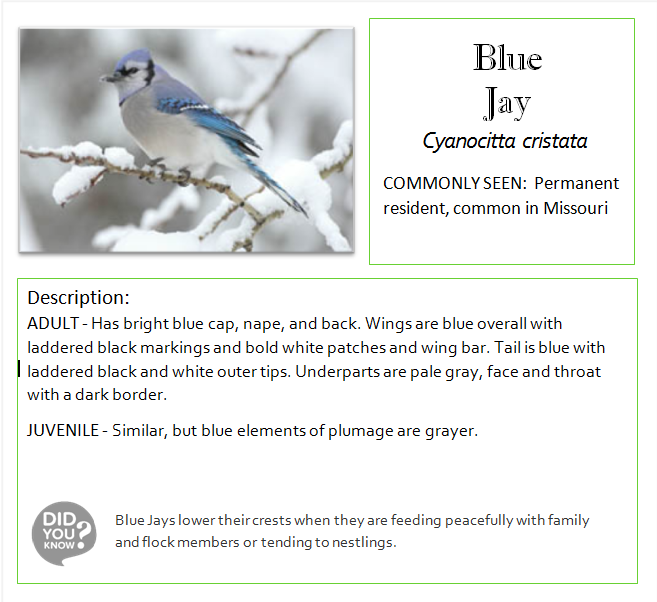 Blue
Jay
Cyanocitta cristata
COMMONLY SEEN: Permanent
resident, common in Missouri
Description:
ADULT - Has bright blue cap, nape, and back. Wings are blue overall with
laddered black markings and bold white patches and wing bar. Tail is blue with
laddered black and white outer tips. Underparts are pale gray, face and throat
with a dark border.
JUVENILE - Similar, but blue elements of plumage are grayer.
DID
YOU
KNOW?
Blue Jays lower their crests when they are feeding peacefully with family
and flock members or tending to nestlings.